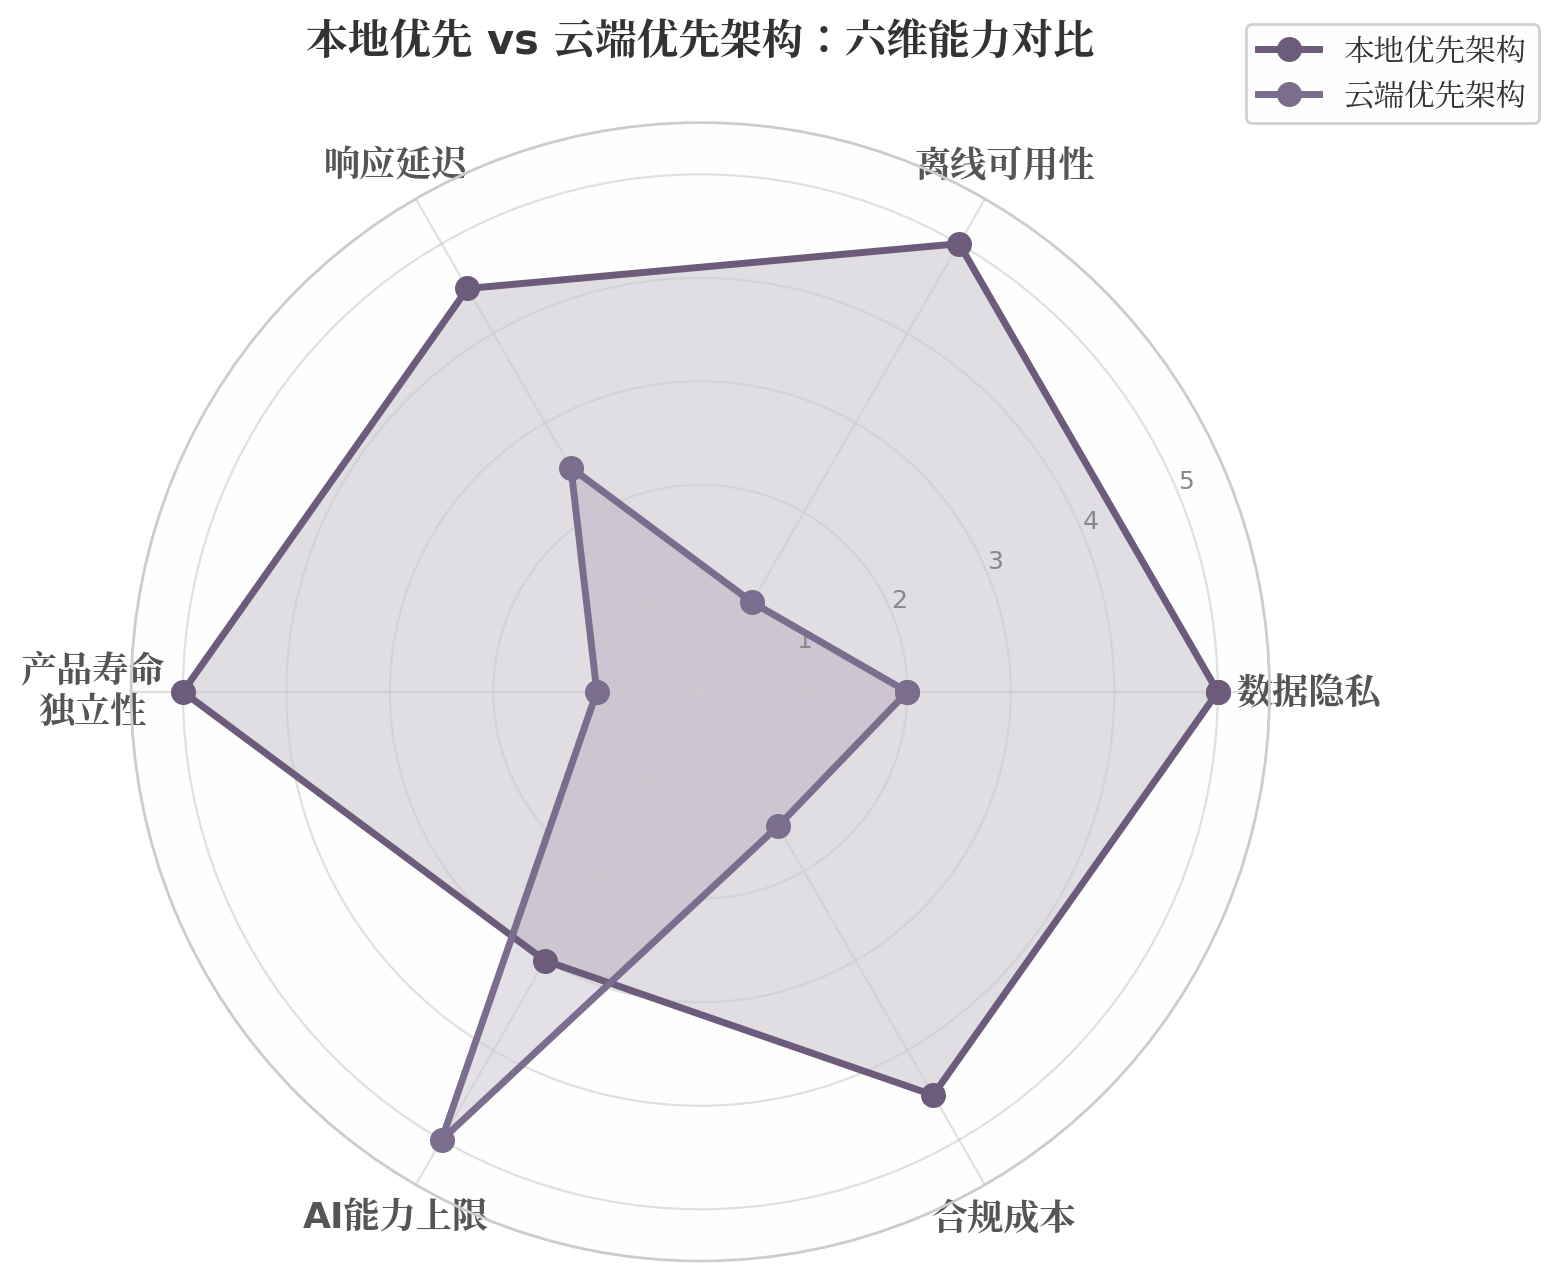 本地优先 vs 云端优先架构：六维能力对比
本地优先架构
云端优先架构
响应延迟
离线可用性
5
4
3
2
1
产品寿命
独立性
数据隐私
AI能力上限
合规成本